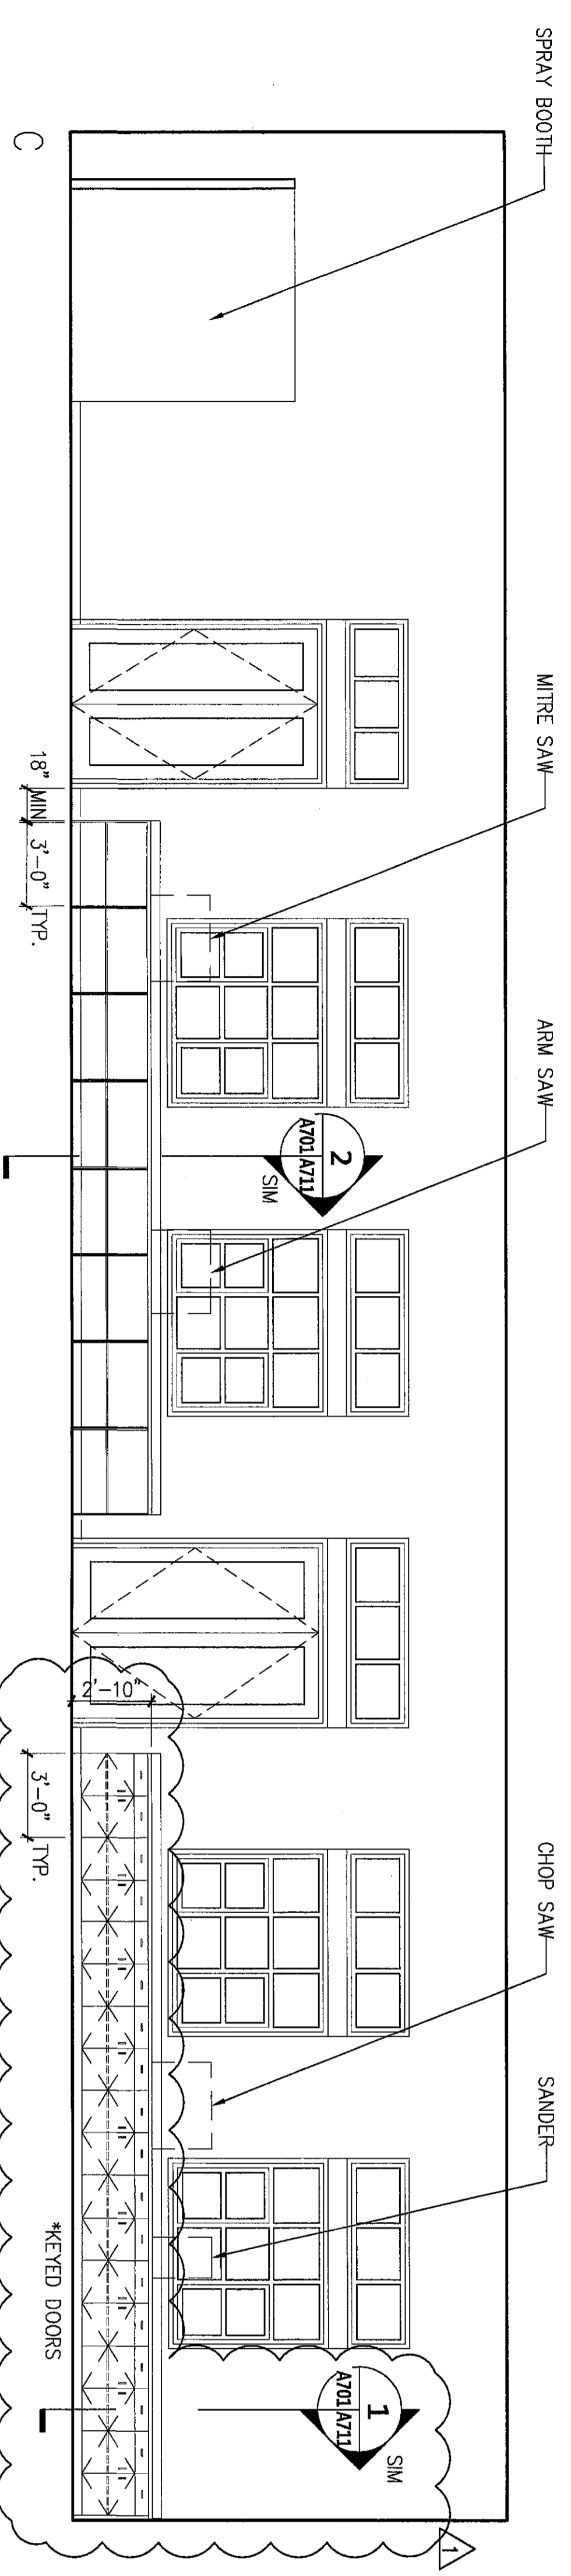 SPRAY BOOTH
MITRE SAW
ARM SAW
CHOP SAW
SANDER
2
A701 A711
SIM
1
A701 A711
SIM
1
2'-10"
18" MIN
3'-0" TYP.
3'-0" TYP.
*KEYED DOORS
C